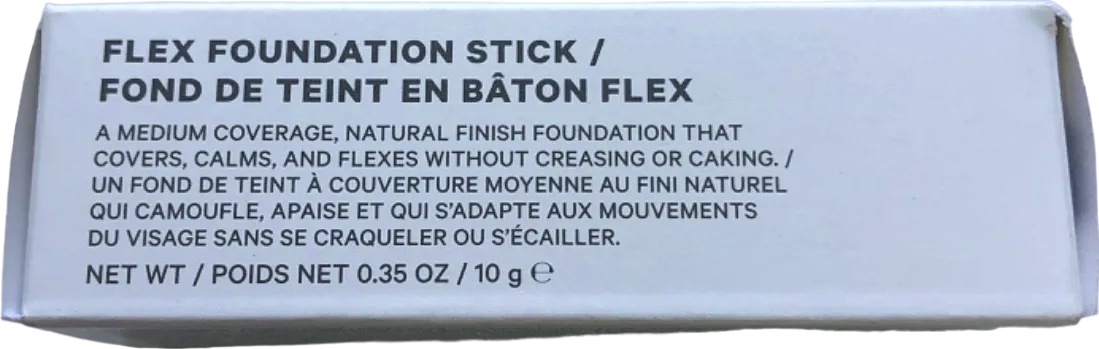 FLEX FOUNDATION STICK /
FOND DE TEINT EN BÂTON FLEX
A MEDIUM COVERAGE, NATURAL FINISH FOUNDATION THAT
COVERS, CALMS, AND FLEXES WITHOUT CREASING OR CAKING. /
UN FOND DE TEINT À COUVERTURE MOYENNE AU FINI NATUREL
QUI CAMOUFLE, APAISE ET QUI S'ADAPTE AUX MOUVEMENTS
DU VISAGE SANS SE CRAQUELER OU S'ÉCAILLER.
NET WT / POIDS NET 0.35 OZ / 10 g ℮